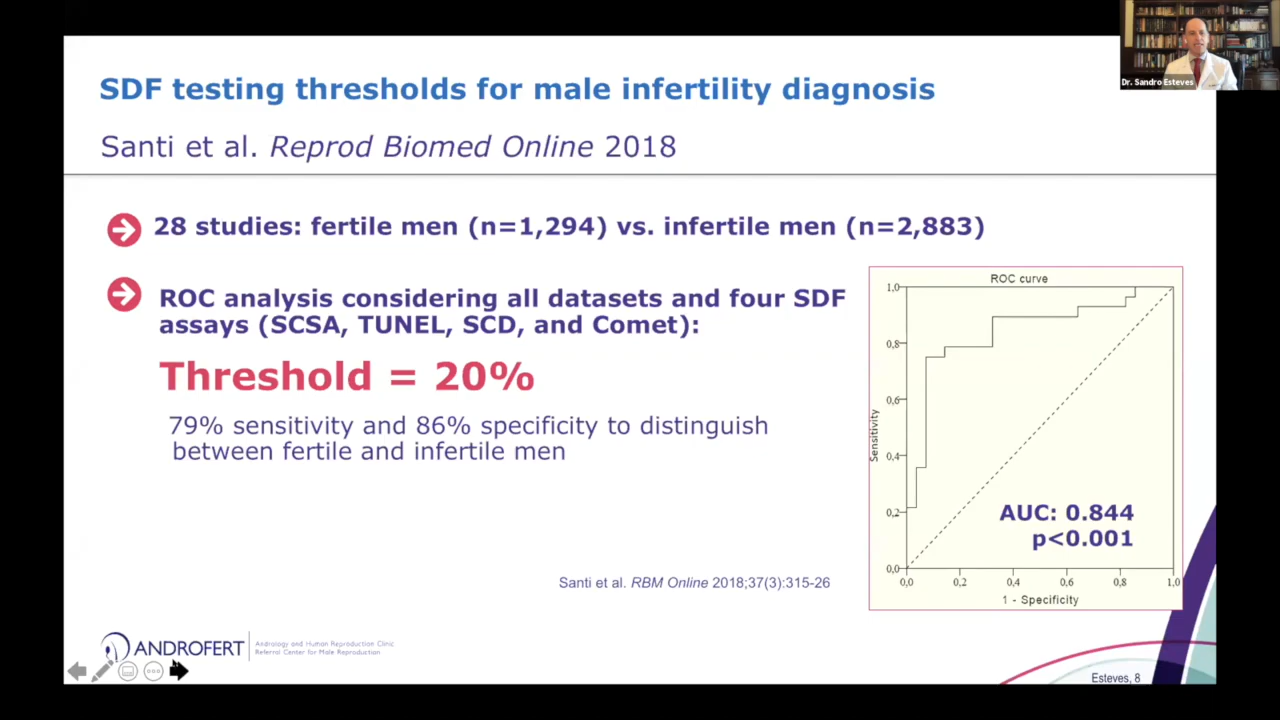 Dr. Sandro Esteves
SDF testing thresholds for male infertility diagnosis
Santi et al. Reprod Biomed Online 2018
28 studies: fertile men (n=1,294) vs. infertile men (n=2,883)
ROC analysis considering all datasets and four SDF
assays (SCSA, TUNEL, SCD, and Comet):
Threshold = 20%
79% sensitivity and 86% specificity to distinguish
between fertile and infertile men
ROC curve
1,0
0,8
0,6
0,4
0,2
0,0
Sensitivity
0,0 0,2 0,4 0,6 0,8 1,0
1 - Specificity
AUC: 0.844
p<0.001
Santi et al. RBM Online 2018;37(3):315-26
ANDROFERT
Andrology and Human Reproduction Clinic
Referral Center for Male Reproduction
Esteves, 8